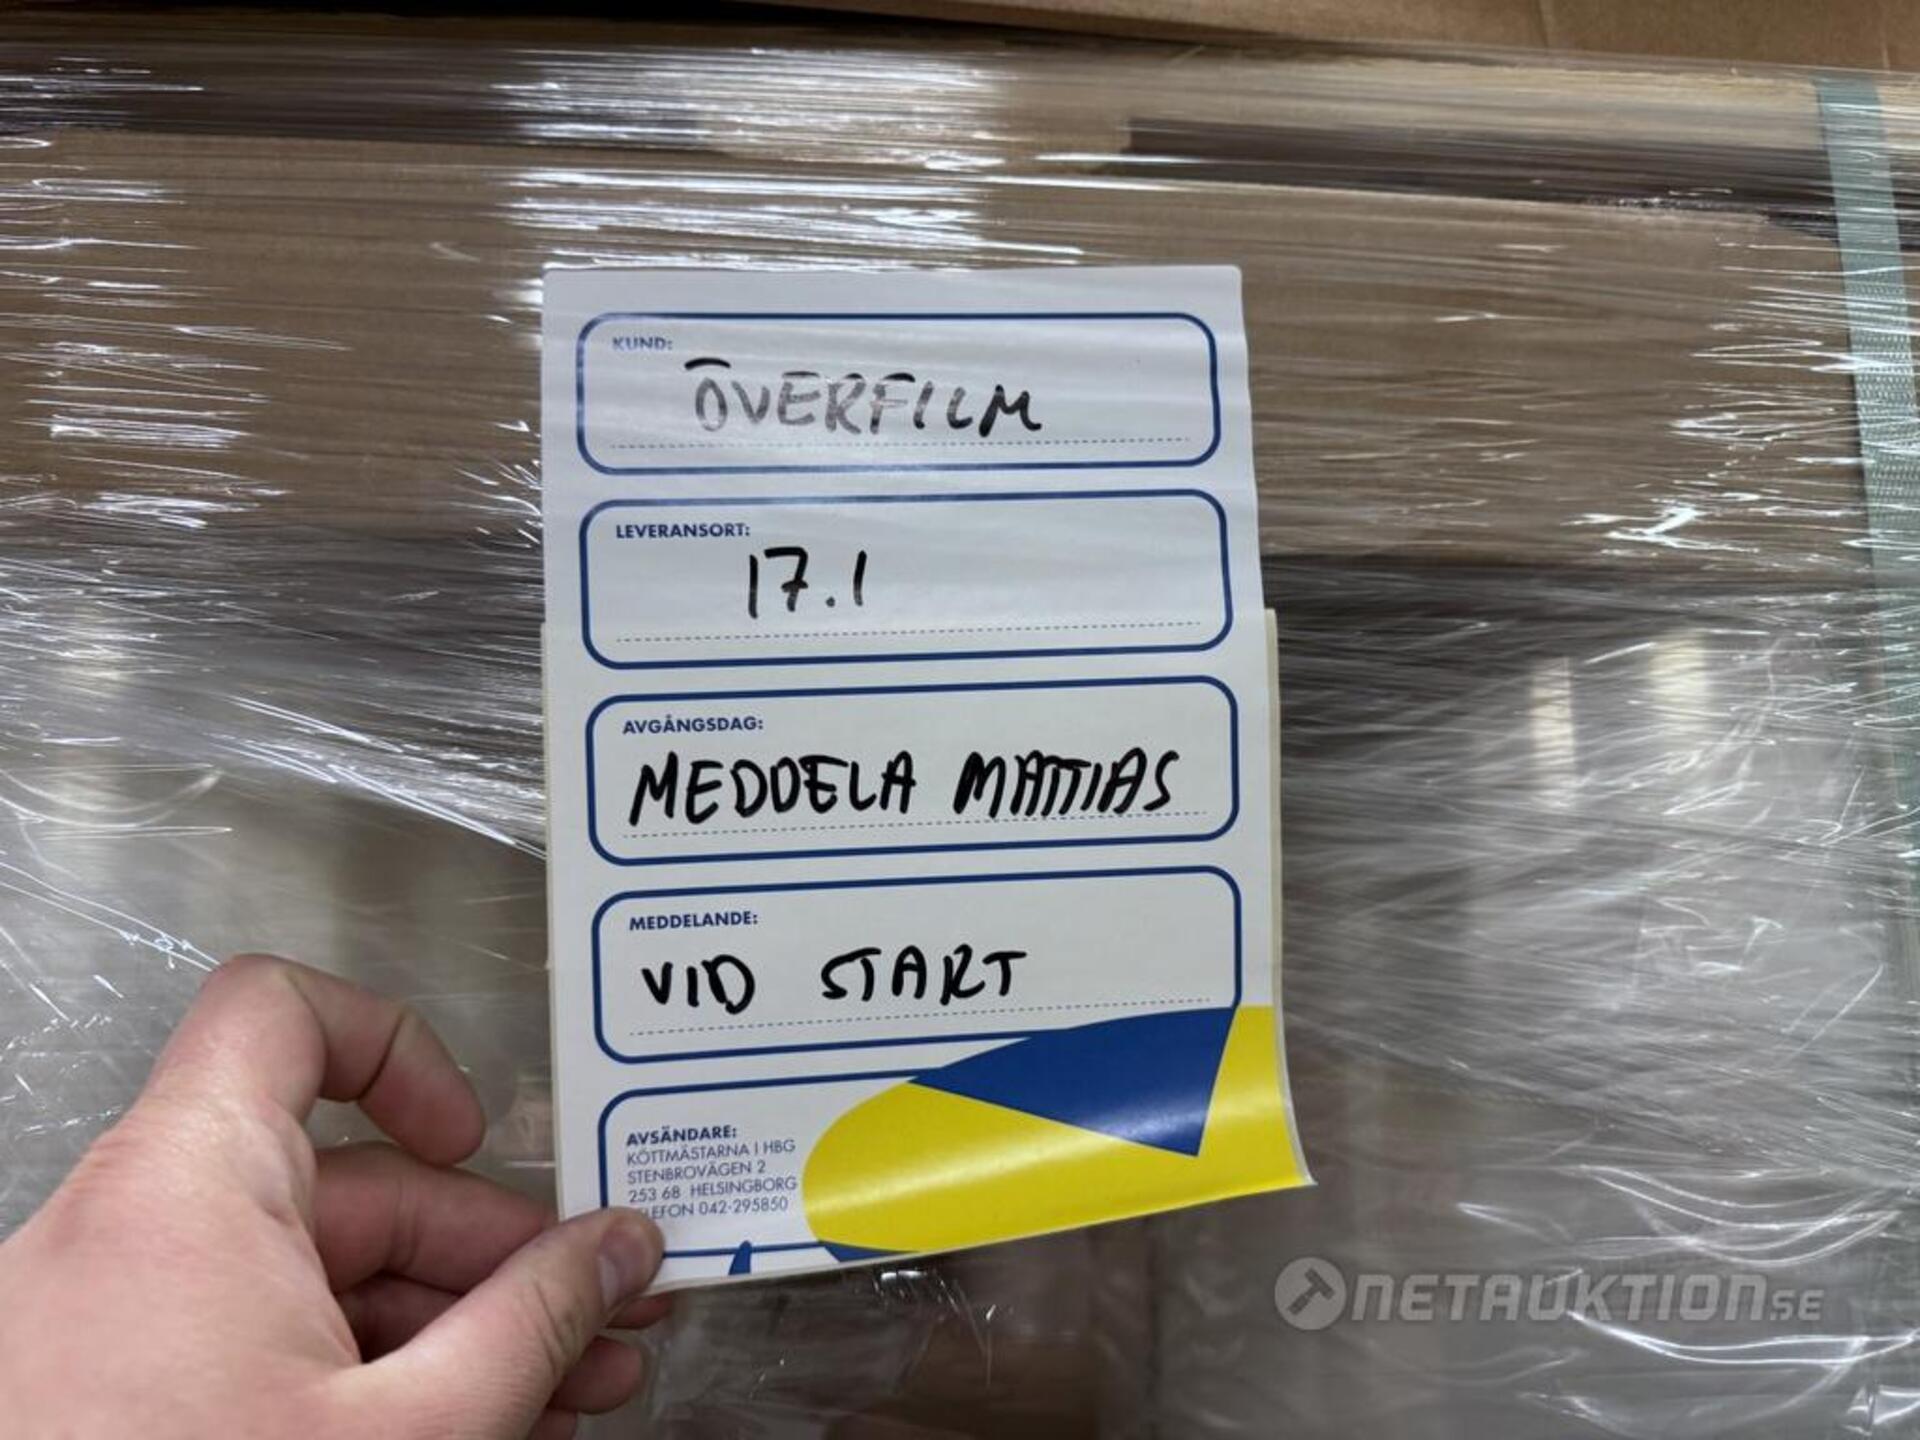 KUND:
ÖVERFILM
LEVERANSORT:
17.1
AVGÅNGSDAG:
MEDDELA MATTIAS
MEDDELANDE:
VID START
AVSÄNDARE:
KÖTTMÄSTARNA I HBG
STENBROVÄGEN 2
253 68 HELSINGBORG
LEFON 042-295850
NETAUKTION.SE